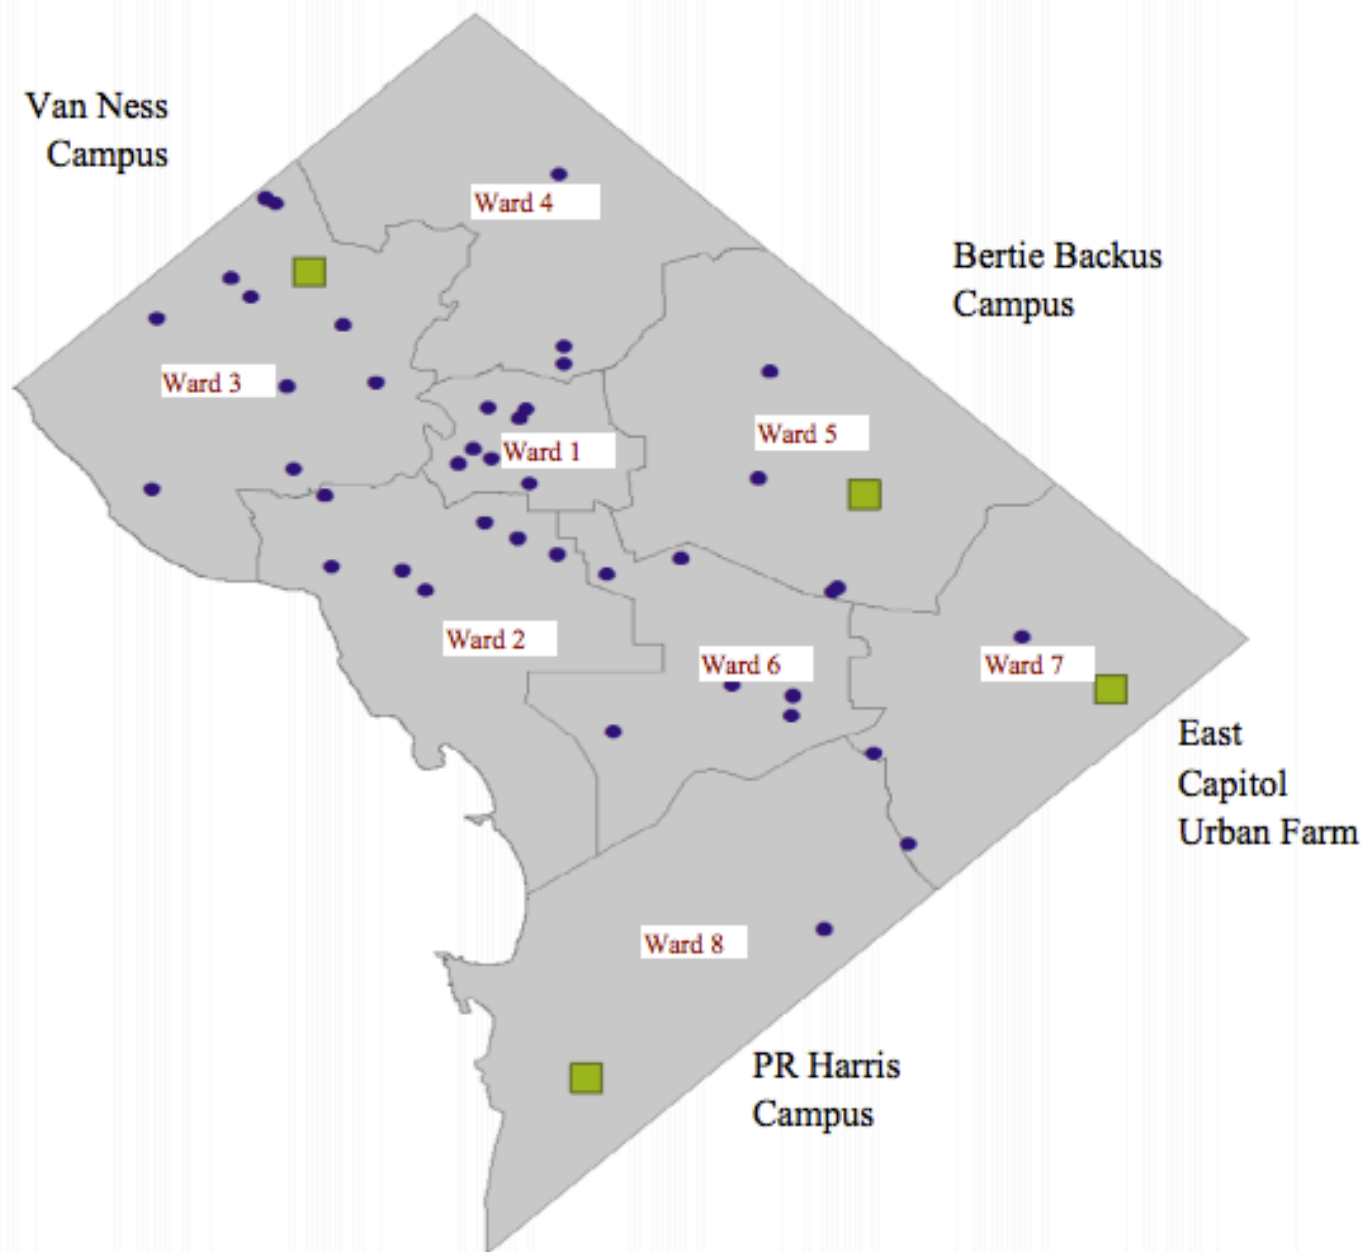 Van Ness
Campus
Ward 4
Bertie Backus
Campus
Ward 3
Ward 5
Ward 1
Ward 2
Ward 6
Ward 7
East
Capitol
Urban Farm
Ward 8
PR Harris
Campus